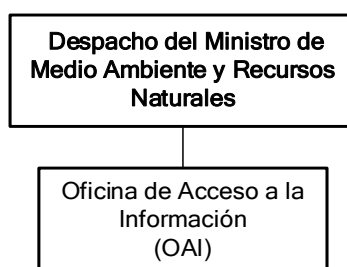 Despacho del Ministro de
Medio Ambiente y Recursos
Naturales
Oficina de Acceso a la
Información
(OAI)